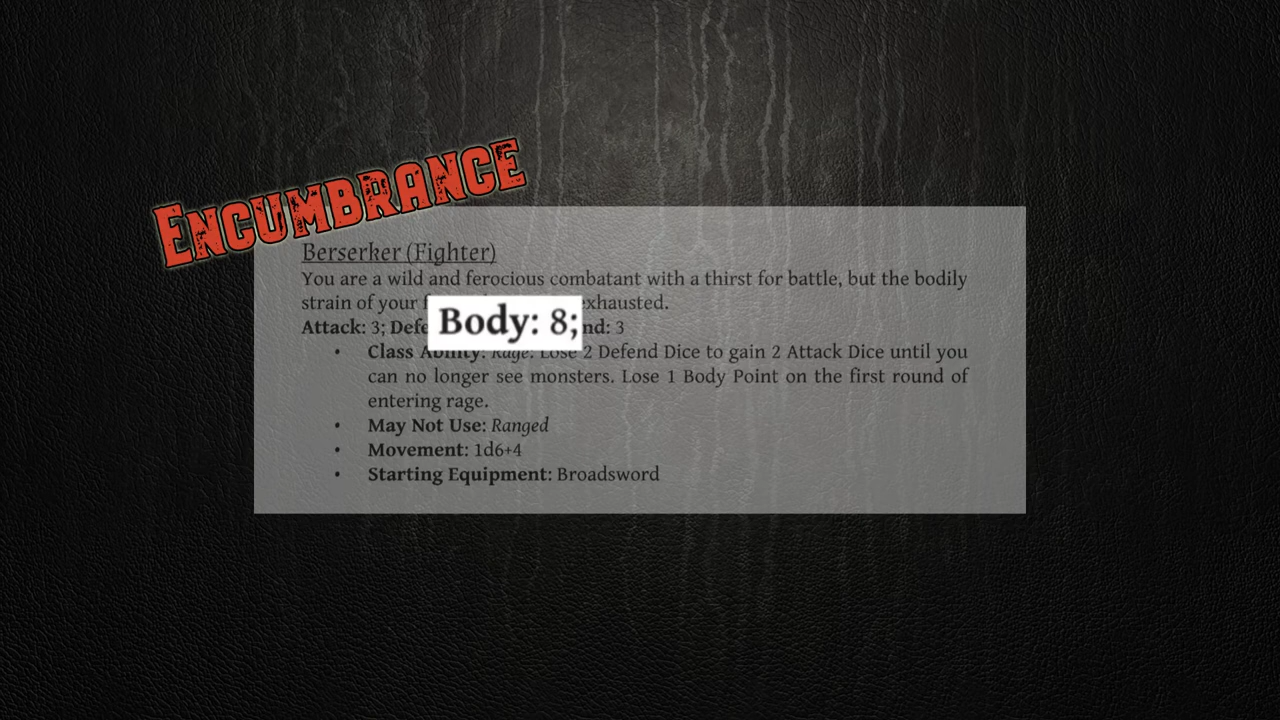 Encumbrance
Berserker (Fighter)
You are a wild and ferocious combatant with a thirst for battle, but the bodily
strain of your exhausted.
Body: 8;
Attack: 3;
Class Ability: Rage: Lose 2 Defend Dice to gain 2 Attack Dice until you
can no longer see monsters. Lose 1 Body Point on the first round of
entering rage.
• May Not Use: Ranged
• Movement: 1d6+4
• Starting Equipment: Broadsword